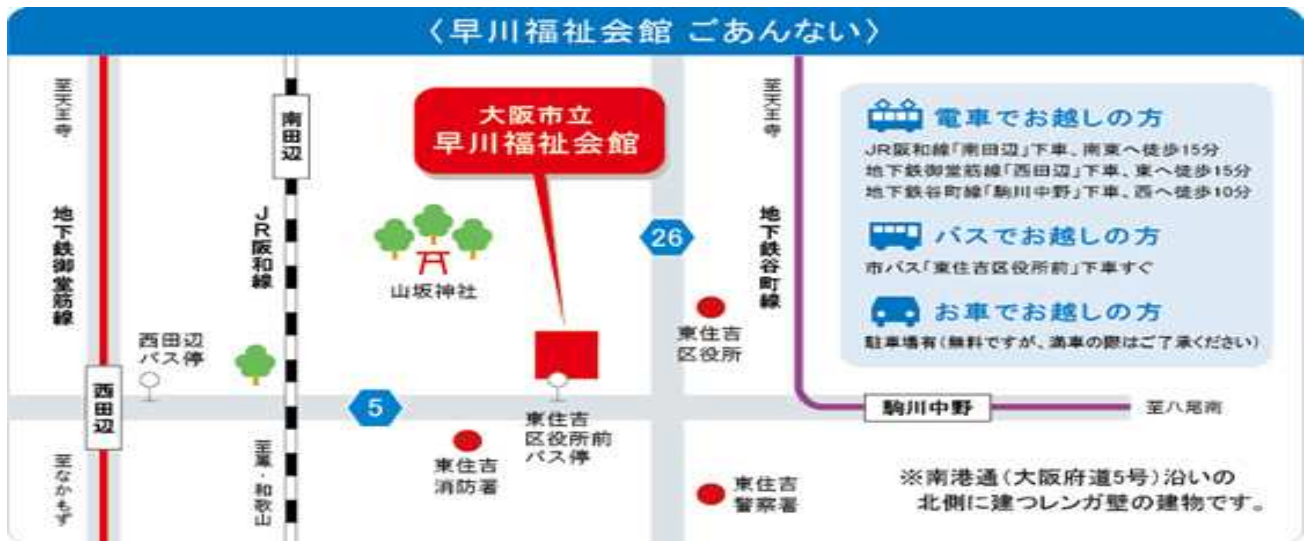 〈早川福祉会館 ごあんない〉
至天王寺
地下鉄御堂筋線
西田辺
至なかもず
西田辺
バス停
南田辺
JR阪和線
至鳳・和歌山
大阪市立
早川福祉会館
山坂神社
5
東住吉
消防署
東住吉
区役所前
バス停
26
東住吉
区役所
東住吉
警察署
至天王寺
地下鉄谷町線
駒川中野
至八尾南
電車でお越しの方
JR阪和線「南田辺」下車、南東へ徒歩15分
地下鉄御堂筋線「西田辺」下車、東へ徒歩15分
地下鉄谷町線「駒川中野」下車、西へ徒歩10分
バスでお越しの方
市バス「東住吉区役所前」下車すぐ
お車でお越しの方
駐車場有(無料ですが、満車の際はご了承ください)
※南港通(大阪府道5号)沿いの
北側に建つレンガ壁の建物です。